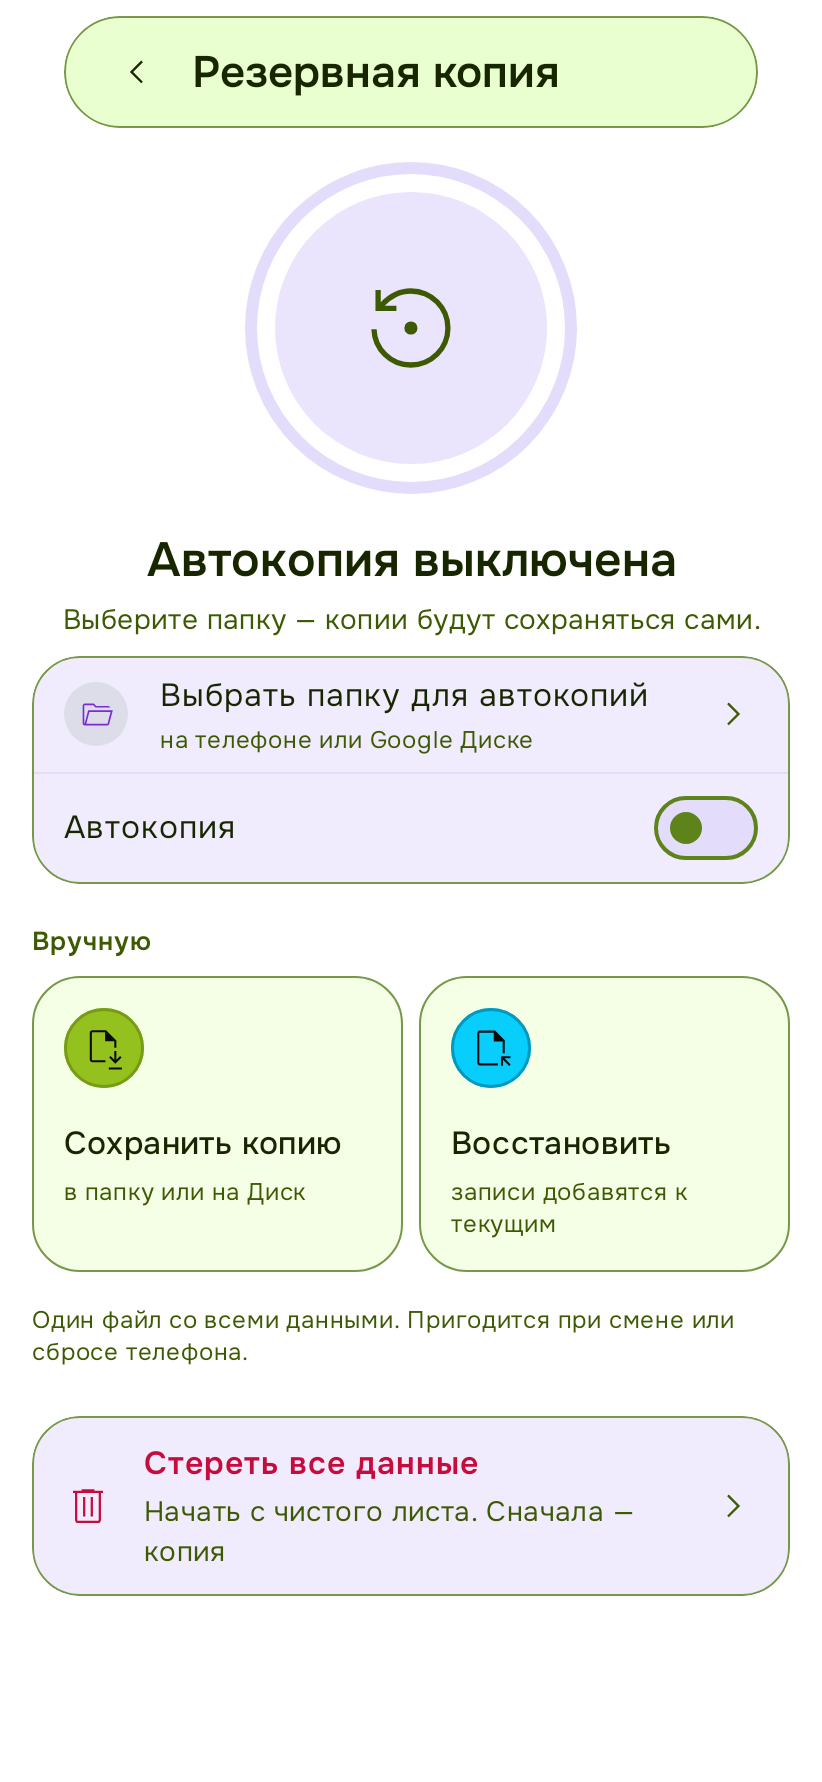 Резервная копия
Автокопия выключена
Выберите папку — копии будут сохраняться сами.
Выбрать папку для автокопий
на телефоне или Google Диске
Автокопия
Вручную
Сохранить копию
в папку или на Диск
Восстановить
записи добавятся к
текущим
Один файл со всеми данными. Пригодится при смене или
сбросе телефона.
Стереть все данные
Начать с чистого листа. Сначала —
копия